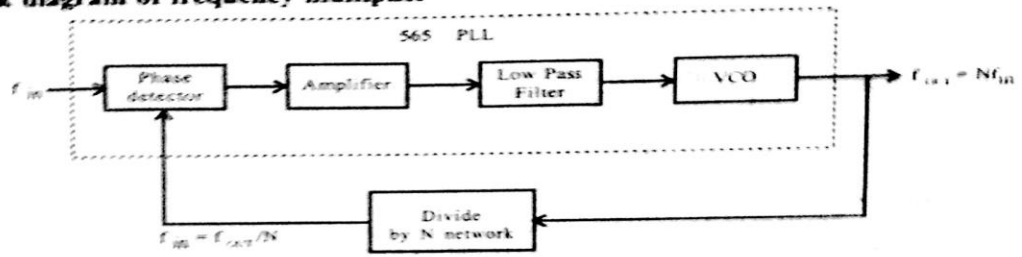 diagram of frequency multiplier
565 PLL
f in
Phase
detector
Amplifier
Low Pass
Filter
VCO
f out = Nf in
Divide
by N network
f in = f out/N